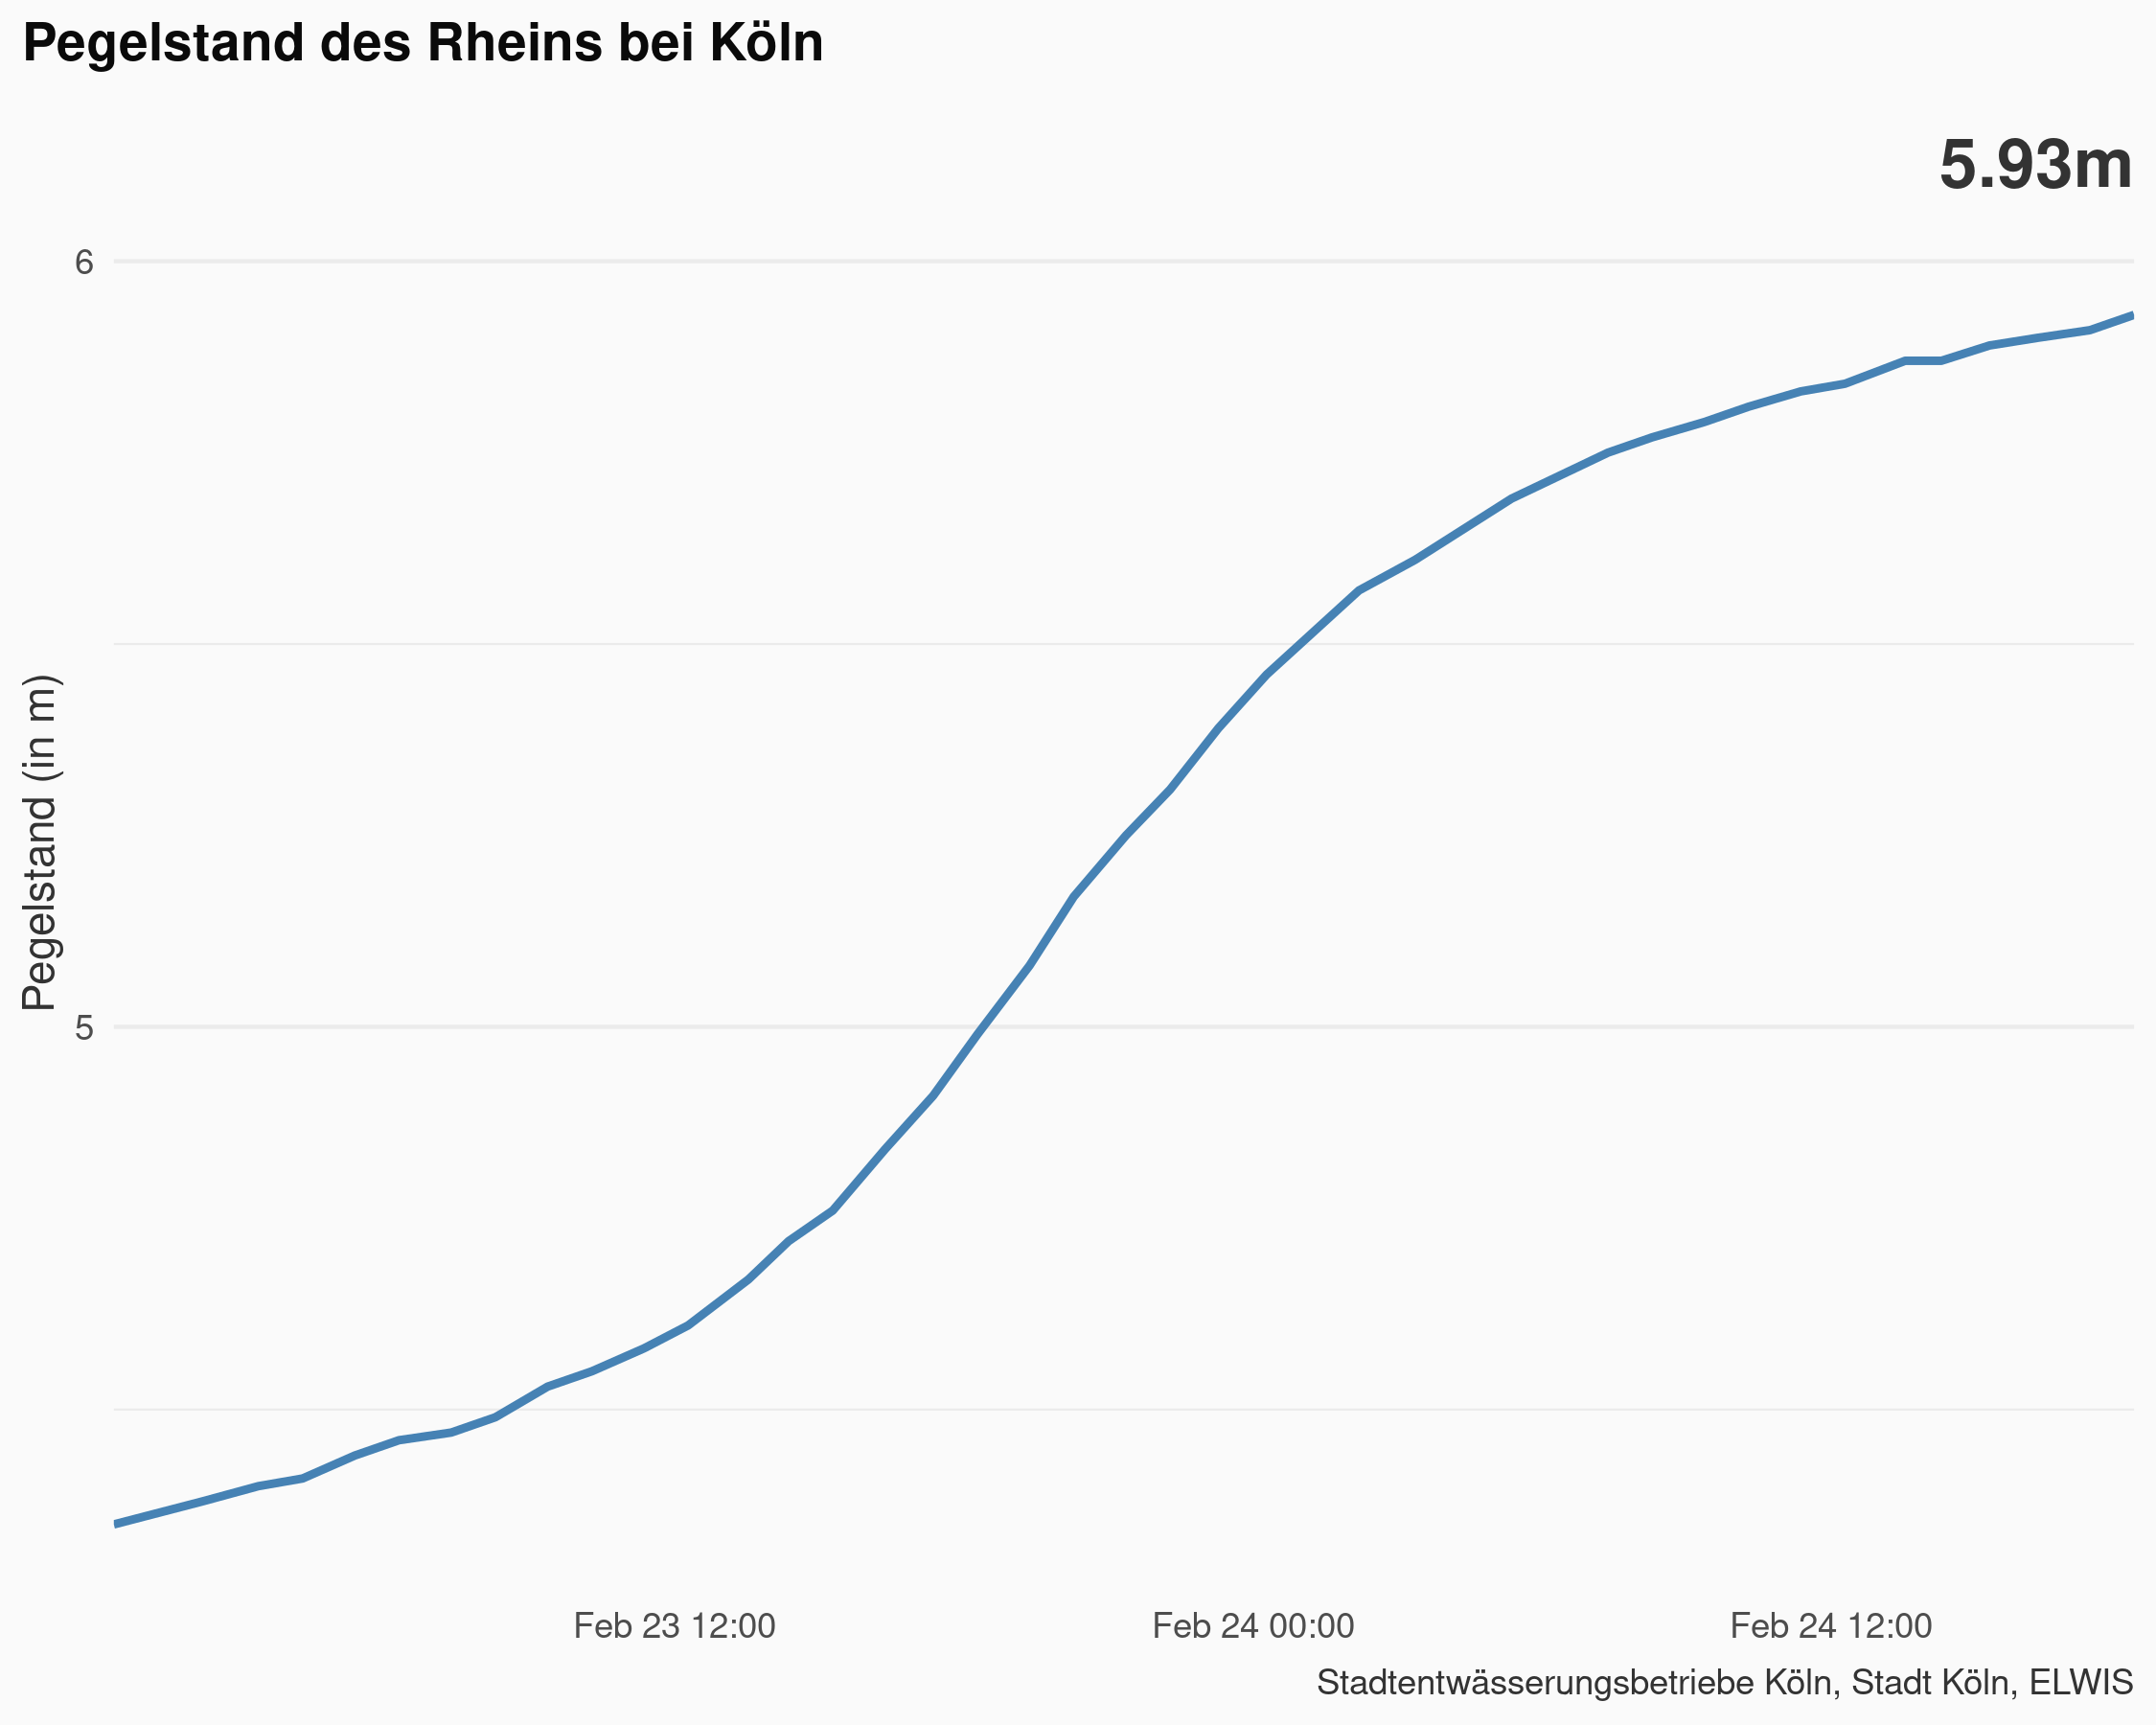 Pegelstand des Rheins bei Köln
5.93m
6
Pegelstand (in m)
5
Feb 23 12:00
Feb 24 00:00
Feb 24 12:00
Stadtentwässerungsbetriebe Köln, Stadt Köln, ELWIS